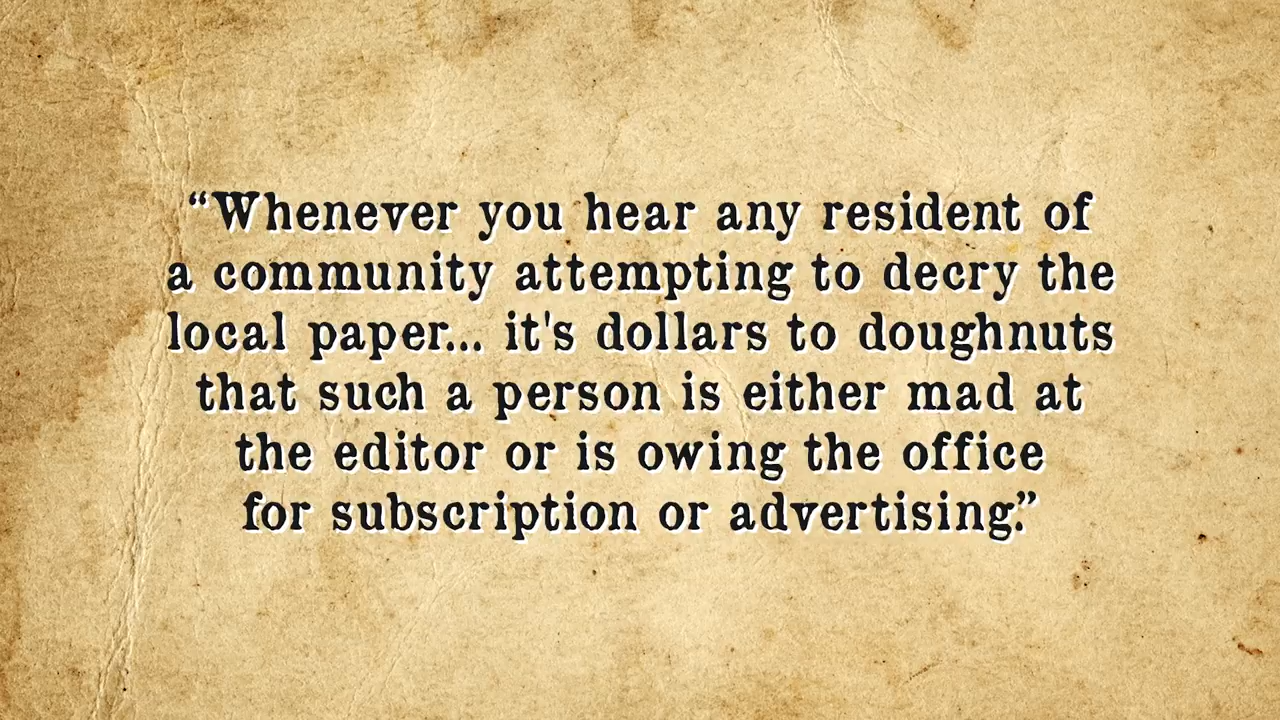 “Whenever you hear any resident of
a community attempting to decry the
local paper... it's dollars to doughnuts
that such a person is either mad at
the editor or is owing the office
for subscription or advertising.”